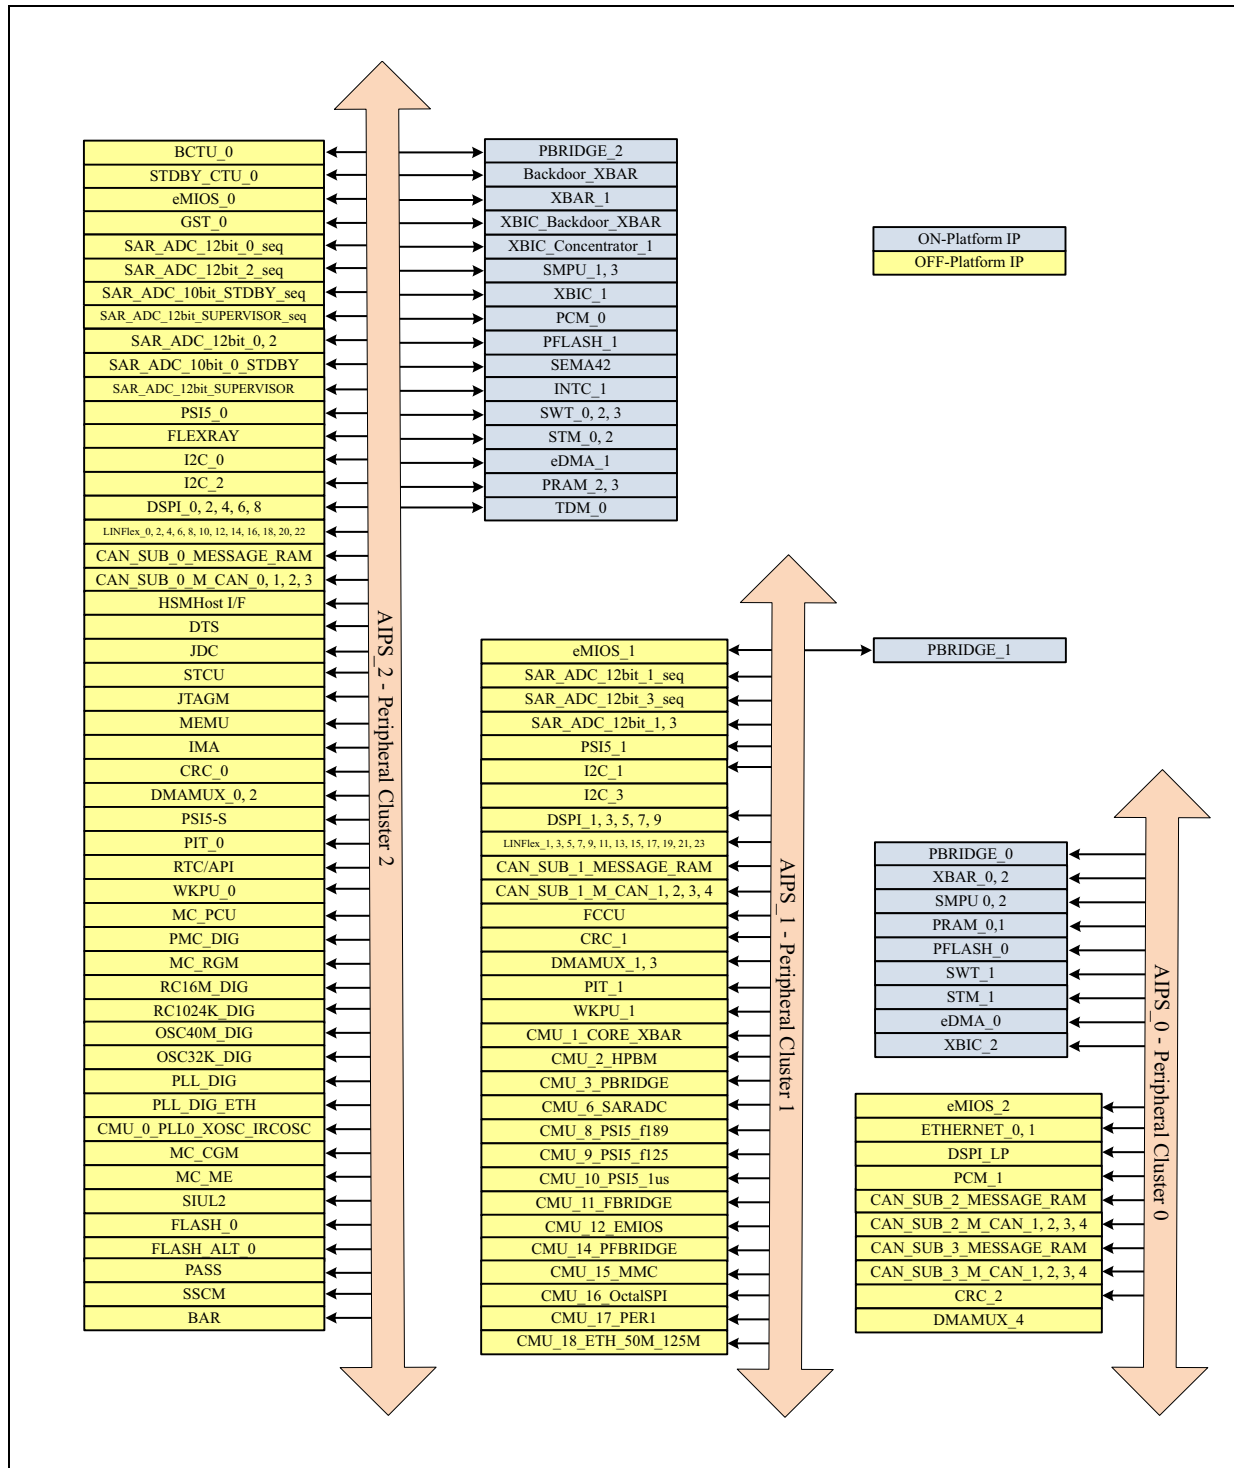 BCTU_0
STDBY_CTU_0
eMIOS_0
GST_0
SAR_ADC_12bit_0_seq
SAR_ADC_12bit_2_seq
SAR_ADC_10bit_STDBY_seq
SAR_ADC_12bit_SUPERVISOR_seq
SAR_ADC_12bit_0, 2
SAR_ADC_10bit_0_STDBY
SAR_ADC_12bit_SUPERVISOR
PSI5_0
FLEXRAY
I2C_0
I2C_2
DSPI_0, 2, 4, 6, 8
LINFlex_0, 2, 4, 6, 8, 10, 12, 14, 16, 18, 20, 22
CAN_SUB_0_MESSAGE_RAM
CAN_SUB_0_M_CAN_0, 1, 2, 3
HSMHost I/F
DTS
JDC
STCU
JTAGM
MEMU
IMA
CRC_0
DMAMUX_0, 2
PSI5-S
PIT_0
RTC/API
WKPU_0
MC_PCU
PMC_DIG
MC_RGM
RC16M_DIG
RC1024K_DIG
OSC40M_DIG
OSC32K_DIG
PLL_DIG
PLL_DIG_ETH
CMU_0_PLL0_XOSC_IRCOSC
MC_CGM
MC_ME
SIUL2
FLASH_0
FLASH_ALT_0
PASS
SSCM
BAR
AIPS_2 - Peripheral Cluster 2
PBRIDGE_2
Backdoor_XBAR
XBAR_1
XBIC_Backdoor_XBAR
XBIC_Concentrator_1
SMPU_1, 3
XBIC_1
PCM_0
PFLASH_1
SEMA42
INTC_1
SWT_0, 2, 3
STM_0, 2
eDMA_1
PRAM_2, 3
TDM_0
ON-Platform IP
OFF-Platform IP
eMIOS_1
SAR_ADC_12bit_1_seq
SAR_ADC_12bit_3_seq
SAR_ADC_12bit_1, 3
PSI5_1
I2C_1
I2C_3
DSPI_1, 3, 5, 7, 9
LINFlex_1, 3, 5, 7, 9, 11, 13, 15, 17, 19, 21, 23
CAN_SUB_1_MESSAGE_RAM
CAN_SUB_1_M_CAN_1, 2, 3, 4
FCCU
CRC_1
DMAMUX_1, 3
PIT_1
WKPU_1
CMU_1_CORE_XBAR
CMU_2_HPBM
CMU_3_PBRIDGE
CMU_6_SARADC
CMU_8_PSI5_f189
CMU_9_PSI5_f125
CMU_10_PSI5_1us
CMU_11_FBRIDGE
CMU_12_EMIOS
CMU_14_PFBRIDGE
CMU_15_MMC
CMU_16_OctalSPI
CMU_17_PER1
CMU_18_ETH_50M_125M
AIPS_1 - Peripheral Cluster 1
PBRIDGE_1
PBRIDGE_0
XBAR_0, 2
SMPU 0, 2
PRAM_0,1
PFLASH_0
SWT_1
STM_1
eDMA_0
XBIC_2
eMIOS_2
ETHERNET_0, 1
DSPI_LP
PCM_1
CAN_SUB_2_MESSAGE_RAM
CAN_SUB_2_M_CAN_1, 2, 3, 4
CAN_SUB_3_MESSAGE_RAM
CAN_SUB_3_M_CAN_1, 2, 3, 4
CRC_2
DMAMUX_4
AIPS_0 - Peripheral Cluster 0